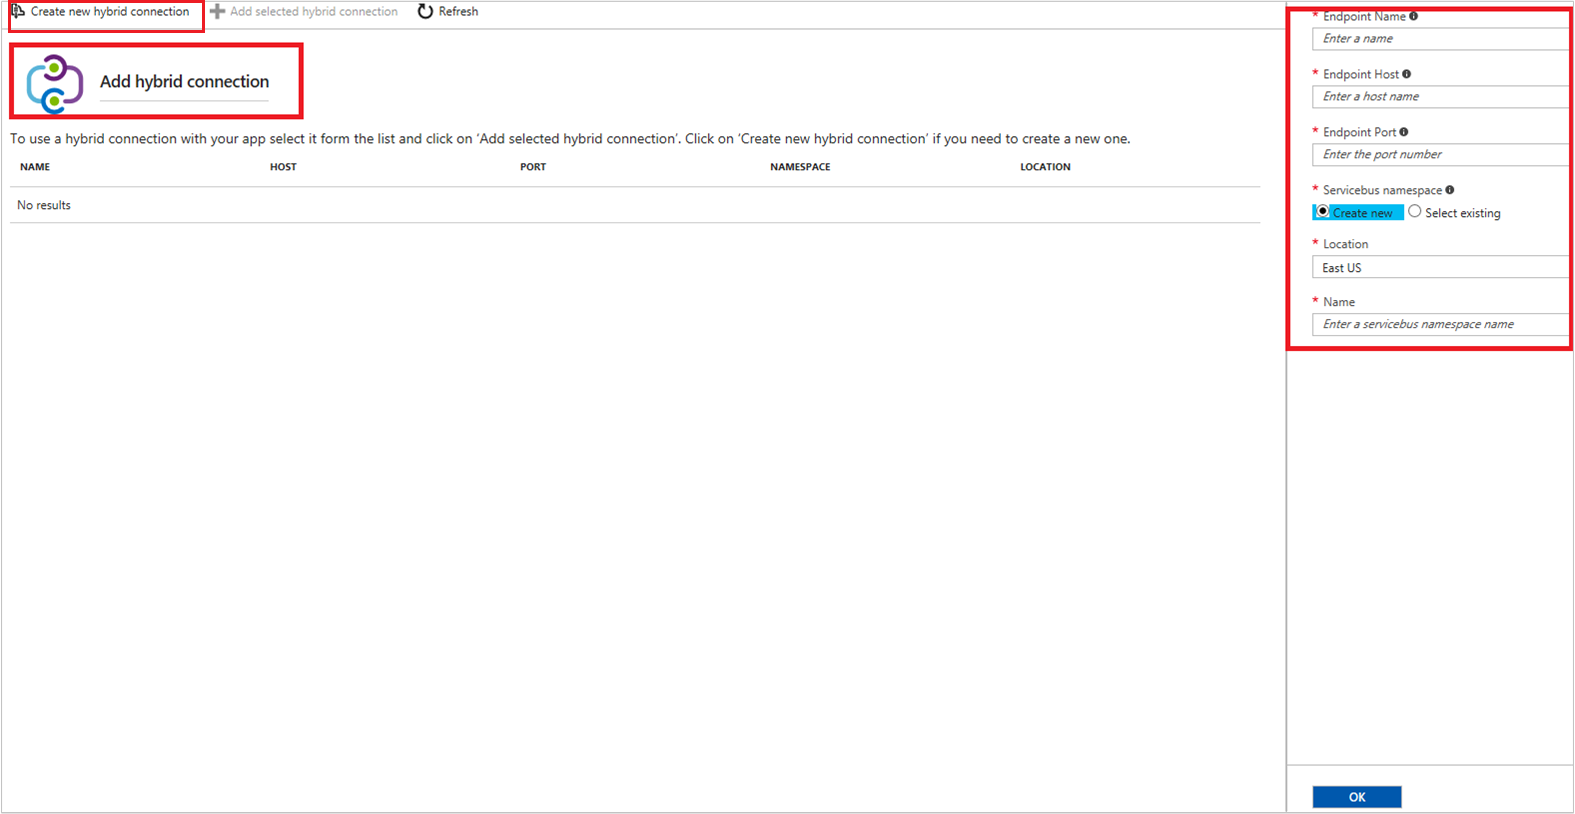 Create new hybrid connection
Add selected hybrid connection
Refresh
Add hybrid connection
To use a hybrid connection with your app select it form the list and click on ‘Add selected hybrid connection’. Click on ‘Create new hybrid connection’ if you need to create a new one.
NAME HOST PORT NAMESPACE LOCATION
No results
* Endpoint Name
Enter a name
* Endpoint Host
Enter a host name
* Endpoint Port
Enter the port number
* Servicebus namespace
Create new Select existing
* Location
East US
* Name
Enter a servicebus namespace name
OK